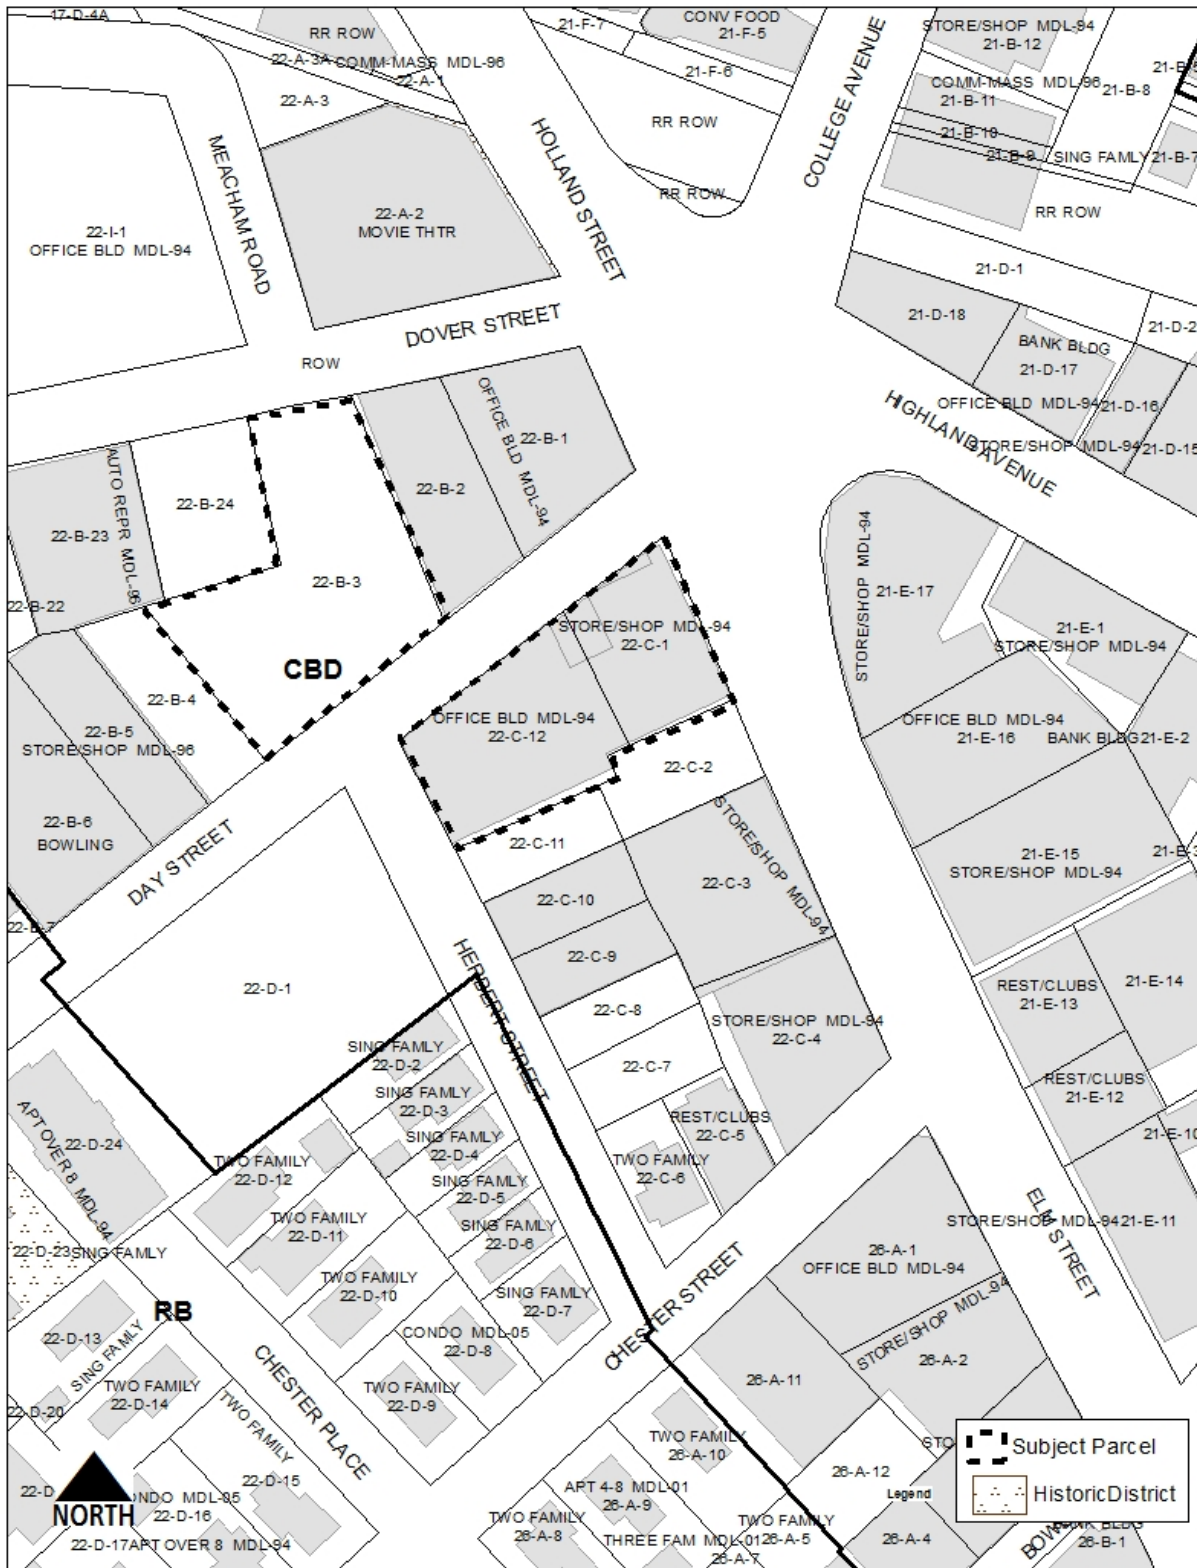 17-D-4A
RR ROW
22-A-3A
COMM-MASS MDL-96
22-A-1
22-A-3
21-F-7
CONV FOOD
21-F-5
21-F-6
RR ROW
RR ROW
COLLEGE AVENUE
STORE/SHOP MDL-94
21-B-12
COMM-MASS MDL-96
21-B-11
21-B-10
21-B-9
21-B-8
SING FAMLY
21-B-7
RR ROW
MEACHAM ROAD
HOLLAND STREET
22-A-2
MOVIE THTR
22-I-1
OFFICE BLD MDL-94
DOVER STREET
ROW
21-D-1
21-D-18
BANK BLDG
21-D-17
21-D-2
OFFICE BLD MDL-94
21-D-16
STORE/SHOP MDL-94
21-D-15
HIGHLAND AVENUE
OFFICE BLD MDL-94
22-B-1
22-B-2
AUTO REPR MDL-96
22-B-24
22-B-23
22-B-3
22-B-22
CBD
22-B-4
22-B-5
STORE/SHOP MDL-96
22-B-6
BOWLING
DAY STREET
STORE/SHOP MDL-94
22-C-1
OFFICE BLD MDL-94
22-C-12
22-C-2
22-C-11
STORE/SHOP MDL-94
22-C-3
22-C-10
22-C-9
22-C-8
22-C-7
STORE/SHOP MDL-94
22-C-4
REST/CLUBS
22-C-5
TWO FAMILY
22-C-6
STORE/SHOP MDL-94
21-E-17
21-E-1
STORE/SHOP MDL-94
OFFICE BLD MDL-94
21-E-16
BANK BLDG
21-E-2
21-E-15
STORE/SHOP MDL-94
21-E-3
REST/CLUBS
21-E-13
21-E-14
REST/CLUBS
21-E-12
21-E-10
STORE/SHOP MDL-94
21-E-11
ELM STREET
HERBERT STREET
22-D-1
SING FAMLY
22-D-2
SING FAMLY
22-D-3
SING FAMLY
22-D-4
SING FAMLY
22-D-5
SING FAMLY
22-D-6
SING FAMLY
22-D-7
APT OVER 8 MDL-94
22-D-24
TWO FAMILY
22-D-12
TWO FAMILY
22-D-11
TWO FAMILY
22-D-10
CONDO MDL-05
22-D-8
TWO FAMILY
22-D-9
22-D-23
SING FAMLY
RB
22-D-13
SING FAMLY
TWO FAMILY
22-D-14
22-D-20
CHESTER PLACE
TWO FAMILY
22-D-15
22-D-16
22-D-17
APT OVER 8 MDL-94
NORTH
CHESTER STREET
26-A-1
OFFICE BLD MDL-94
STORE/SHOP MDL-94
26-A-2
26-A-11
TWO FAMILY
26-A-10
APT 4-8 MDL-01
26-A-9
TWO FAMILY
26-A-8
THREE FAM MDL-01
26-A-7
TWO FAMILY
26-A-5
26-A-12
26-A-4
26-B-1
Legend
Subject Parcel
HistoricDistrict